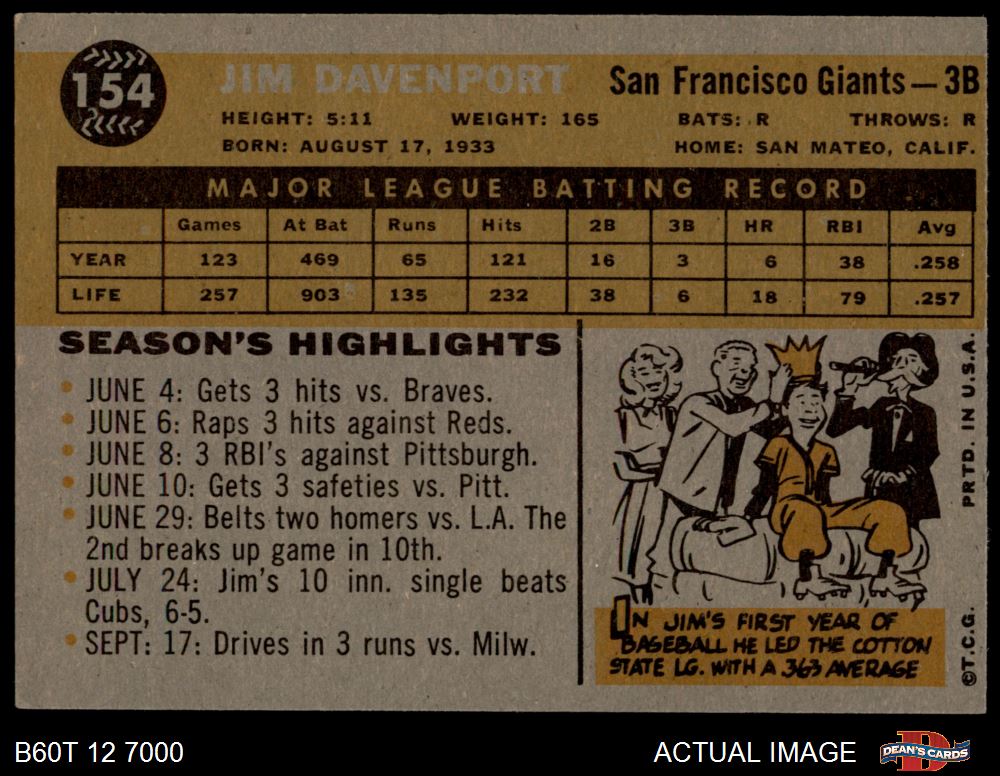 154
JIM DAVENPORT San Francisco Giants — 3B
HEIGHT: 5:11 WEIGHT: 165 BATS: R THROWS: R
BORN: AUGUST 17, 1933 HOME: SAN MATEO, CALIF.
MAJOR LEAGUE BATTING RECORD
Games At Bat Runs Hits 2B 3B HR RBI Avg
YEAR 123 469 65 121 16 3 6 38 .258
LIFE 257 903 135 232 38 6 18 79 .257
SEASON'S HIGHLIGHTS
• JUNE 4: Gets 3 hits vs. Braves.
• JUNE 6: Raps 3 hits against Reds.
• JUNE 8: 3 RBI's against Pittsburgh.
• JUNE 10: Gets 3 safeties vs. Pitt.
• JUNE 29: Belts two homers vs. L.A. The
2nd breaks up game in 10th.
• JULY 24: Jim's 10 inn. single beats
Cubs, 6-5.
• SEPT: 17: Drives in 3 runs vs. Milw.
IN JIM'S FIRST YEAR OF
BASEBALL HE LED THE COTTON
STATE LG. WITH A 363 AVERAGE
©T.C.G. PRTD. IN U.S.A.
B60T 12 7000 ACTUAL IMAGE DEAN'S CARDS